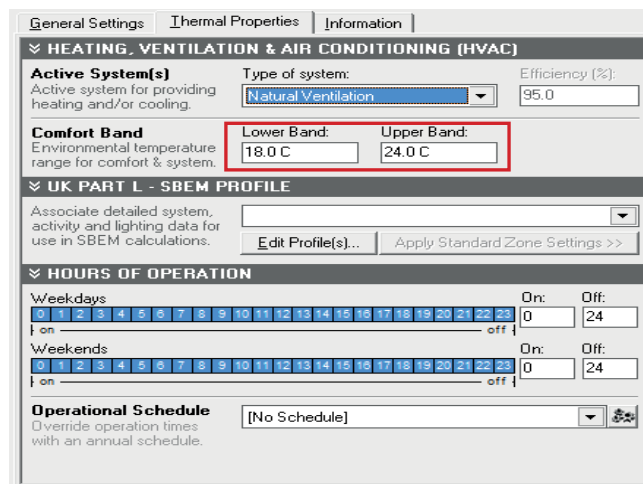 General Settings Thermal Properties Information
HEATING, VENTILATION & AIR CONDITIONING (HVAC)
Active System(s) Type of system: Efficiency (%):
Active system for providing
heating and/or cooling.
Natural Ventilation 95.0
Comfort Band Lower Band: Upper Band:
Environmental temperature
range for comfort & system.
18.0 C 24.0 C
UK PART L - SBEM PROFILE
Associate detailed system,
activity and lighting data for
use in SBEM calculations.
Edit Profile(s)... Apply Standard Zone Settings >>
HOURS OF OPERATION
Weekdays On: Off:
0 1 2 3 4 5 6 7 8 9 10 11 12 13 14 15 16 17 18 19 20 21 22 23 0 24
on off
Weekends On: Off:
0 1 2 3 4 5 6 7 8 9 10 11 12 13 14 15 16 17 18 19 20 21 22 23 0 24
on off
Operational Schedule [No Schedule]
Override operation times
with an annual schedule.